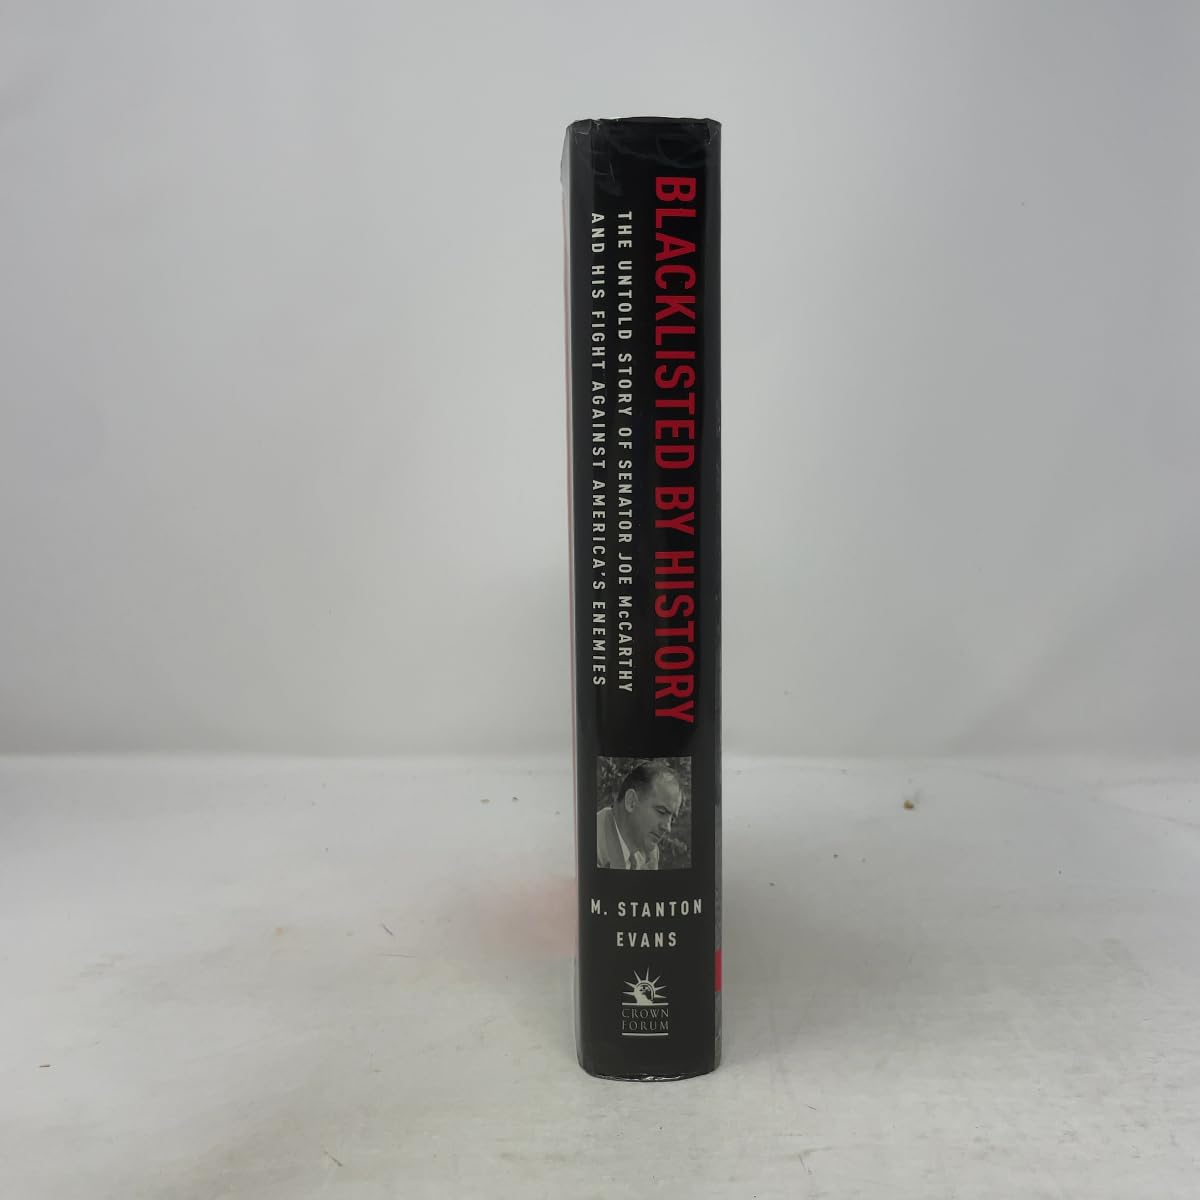 BLACKLISTED BY HISTORY
THE UNTOLD STORY OF SENATOR JOE McCARTHY
AND HIS FIGHT AGAINST AMERICA'S ENEMIES
M. STANTON
EVANS
CROWN
FORUM